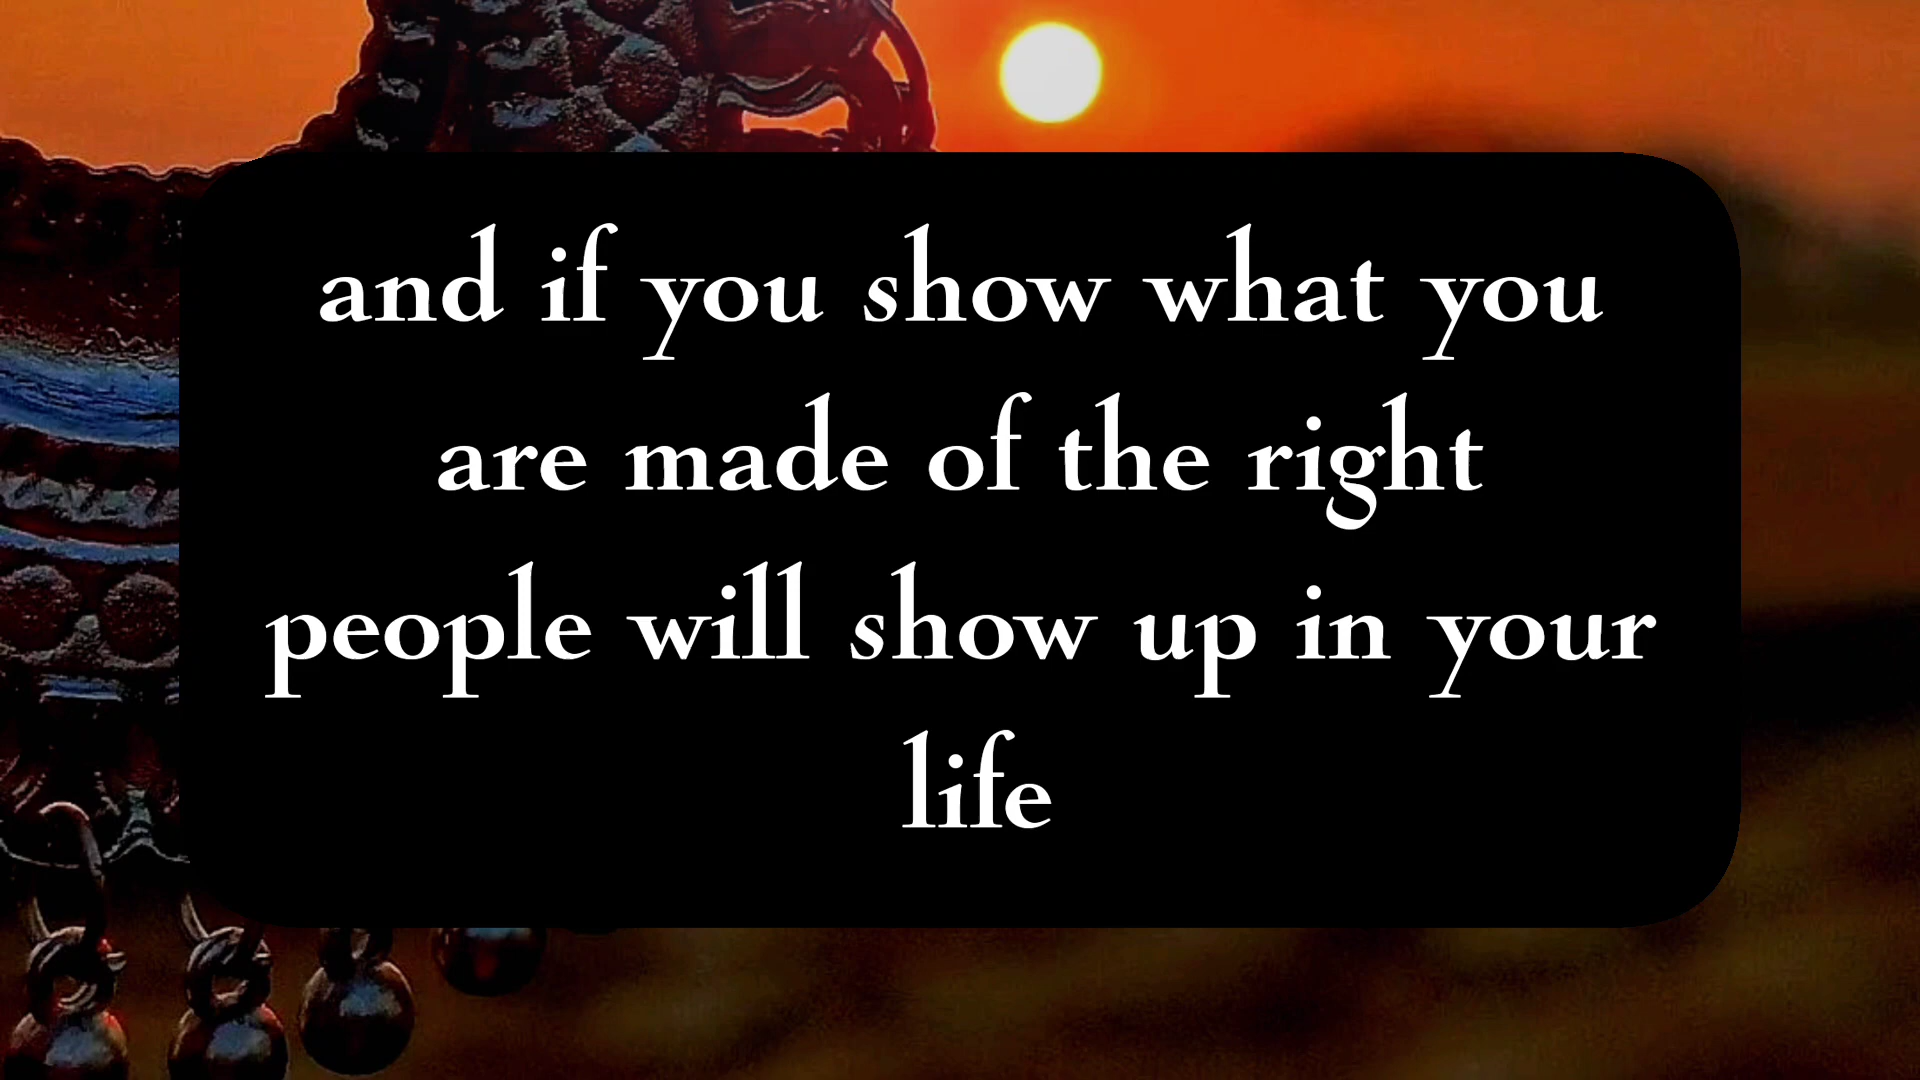 and if you show what you
are made of the right
people will show up in your
life